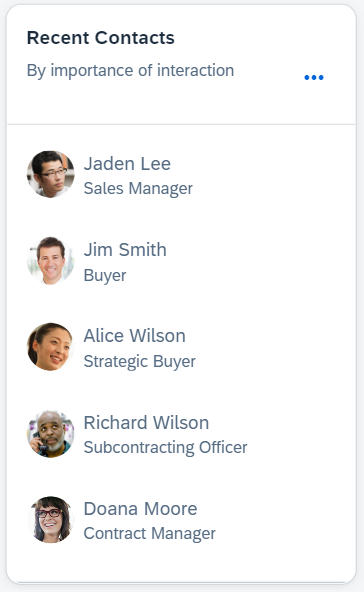 Recent Contacts
By importance of interaction
Jaden Lee
Sales Manager
Jim Smith
Buyer
Alice Wilson
Strategic Buyer
Richard Wilson
Subcontracting Officer
Doana Moore
Contract Manager